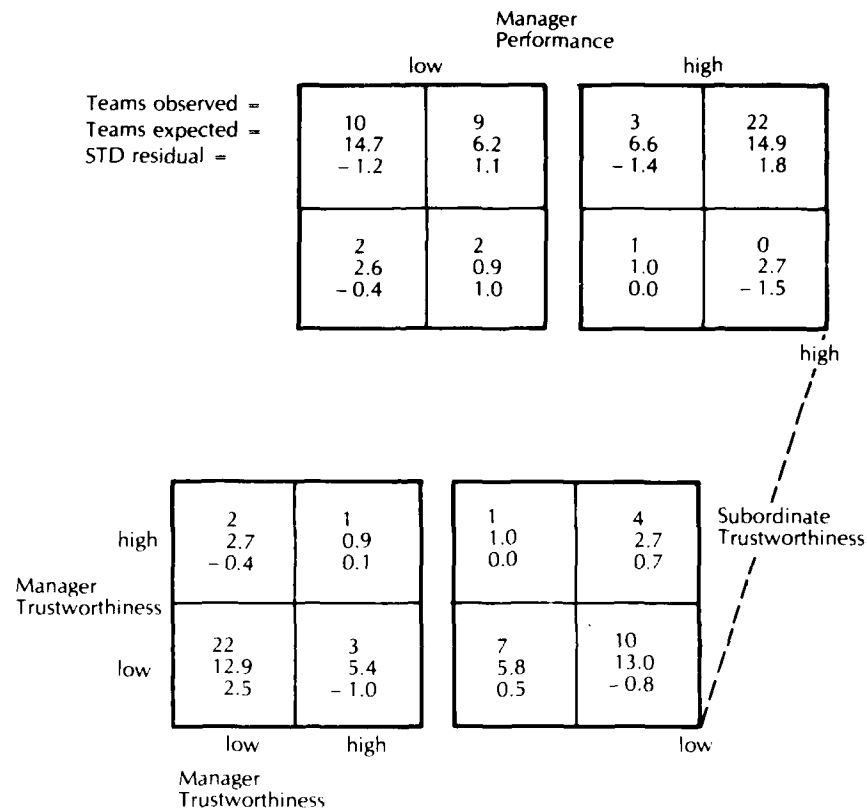 Manager
Performance
low high
Teams observed =
Teams expected =
STD residual =
10 9 3 22
14.7 6.2 6.6 14.9
- 1.2 1.1 - 1.4 1.8
2 2 1 0
2.6 0.9 1.0 2.7
- 0.4 1.0 0.0 - 1.5
high
2 1 1 4
2.7 0.9 1.0 2.7
- 0.4 0.1 0.0 0.7
high
Subordinate
Trustworthiness
Manager
Trustworthiness
22 3 7 10
12.9 5.4 5.8 13.0
2.5 - 1.0 0.5 - 0.8
low
low high low
Manager
Trustworthiness